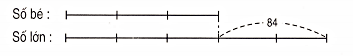 Số bé :
84
Số lớn :